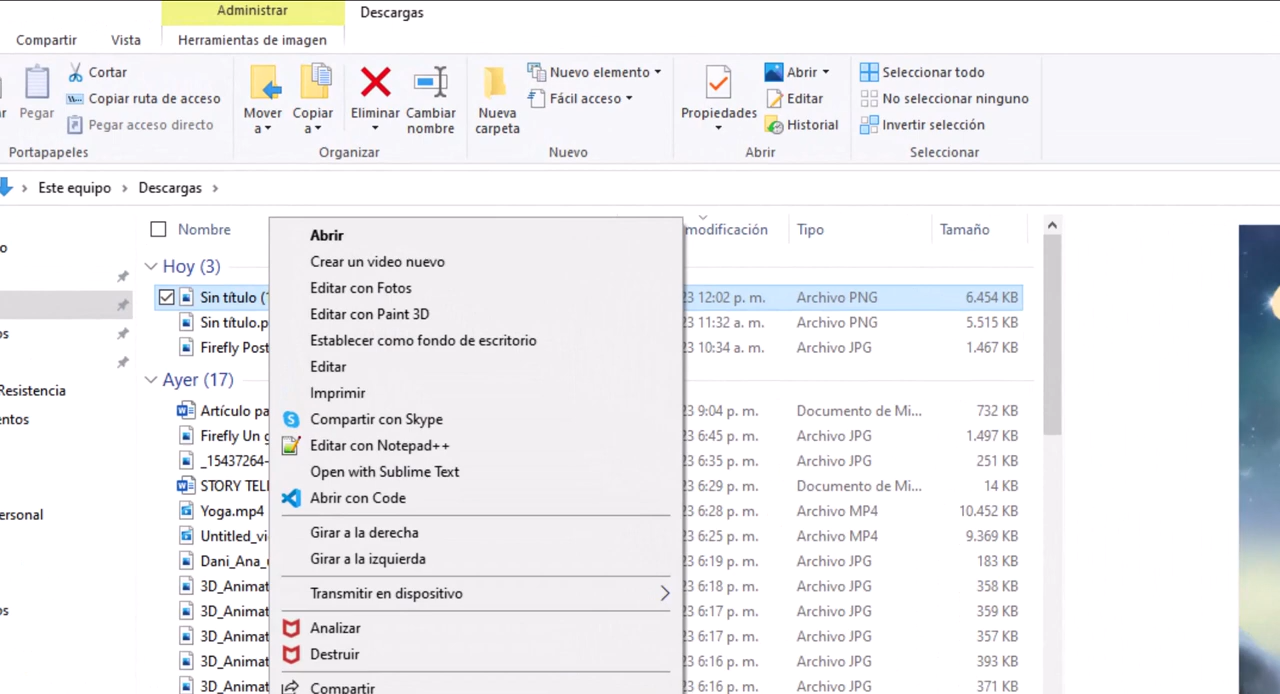 Administrar
Descargas
Compartir
Vista
Herramientas de imagen
Pegar
Cortar
Copiar ruta de acceso
Pegar acceso directo
Portapapeles
Mover a
Copiar a
Eliminar
Cambiar nombre
Organizar
Nueva carpeta
Nuevo elemento
Fácil acceso
Nuevo
Propiedades
Abrir
Editar
Historial
Abrir
Seleccionar todo
No seleccionar ninguno
Invertir selección
Seleccionar
Este equipo > Descargas >
Nombre
modificación
Tipo
Tamaño
Hoy (3)
Sin título (
23 12:02 p. m. Archivo PNG 6.454 KB
Sin título.p
23 11:32 a. m. Archivo PNG 5.515 KB
Firefly Post
23 10:34 a. m. Archivo JPG 1.467 KB
Ayer (17)
Artículo pa
23 9:04 p. m. Documento de Mi... 732 KB
Firefly Un g
23 6:45 p. m. Archivo JPG 1.497 KB
_15437264-
23 6:35 p. m. Archivo JPG 251 KB
STORY TEL
23 6:29 p. m. Documento de Mi... 14 KB
Yoga.mp4
23 6:28 p. m. Archivo MP4 10.452 KB
Untitled_vi
23 6:25 p. m. Archivo MP4 9.369 KB
Dani_Ana_
23 6:19 p. m. Archivo JPG 183 KB
3D_Animat
23 6:18 p. m. Archivo JPG 358 KB
3D_Animat
23 6:17 p. m. Archivo JPG 359 KB
3D_Animat
23 6:17 p. m. Archivo JPG 357 KB
3D_Animat
23 6:16 p. m. Archivo JPG 393 KB
3D_Animat
23 6:16 p. m. Archivo JPG 371 KB
Abrir
Crear un video nuevo
Editar con Fotos
Editar con Paint 3D
Establecer como fondo de escritorio
Editar
Imprimir
Compartir con Skype
Editar con Notepad++
Open with Sublime Text
Abrir con Code
Girar a la derecha
Girar a la izquierda
Transmitir en dispositivo
Analizar
Destruir
Compartir
Resistencia
entos
ersonal